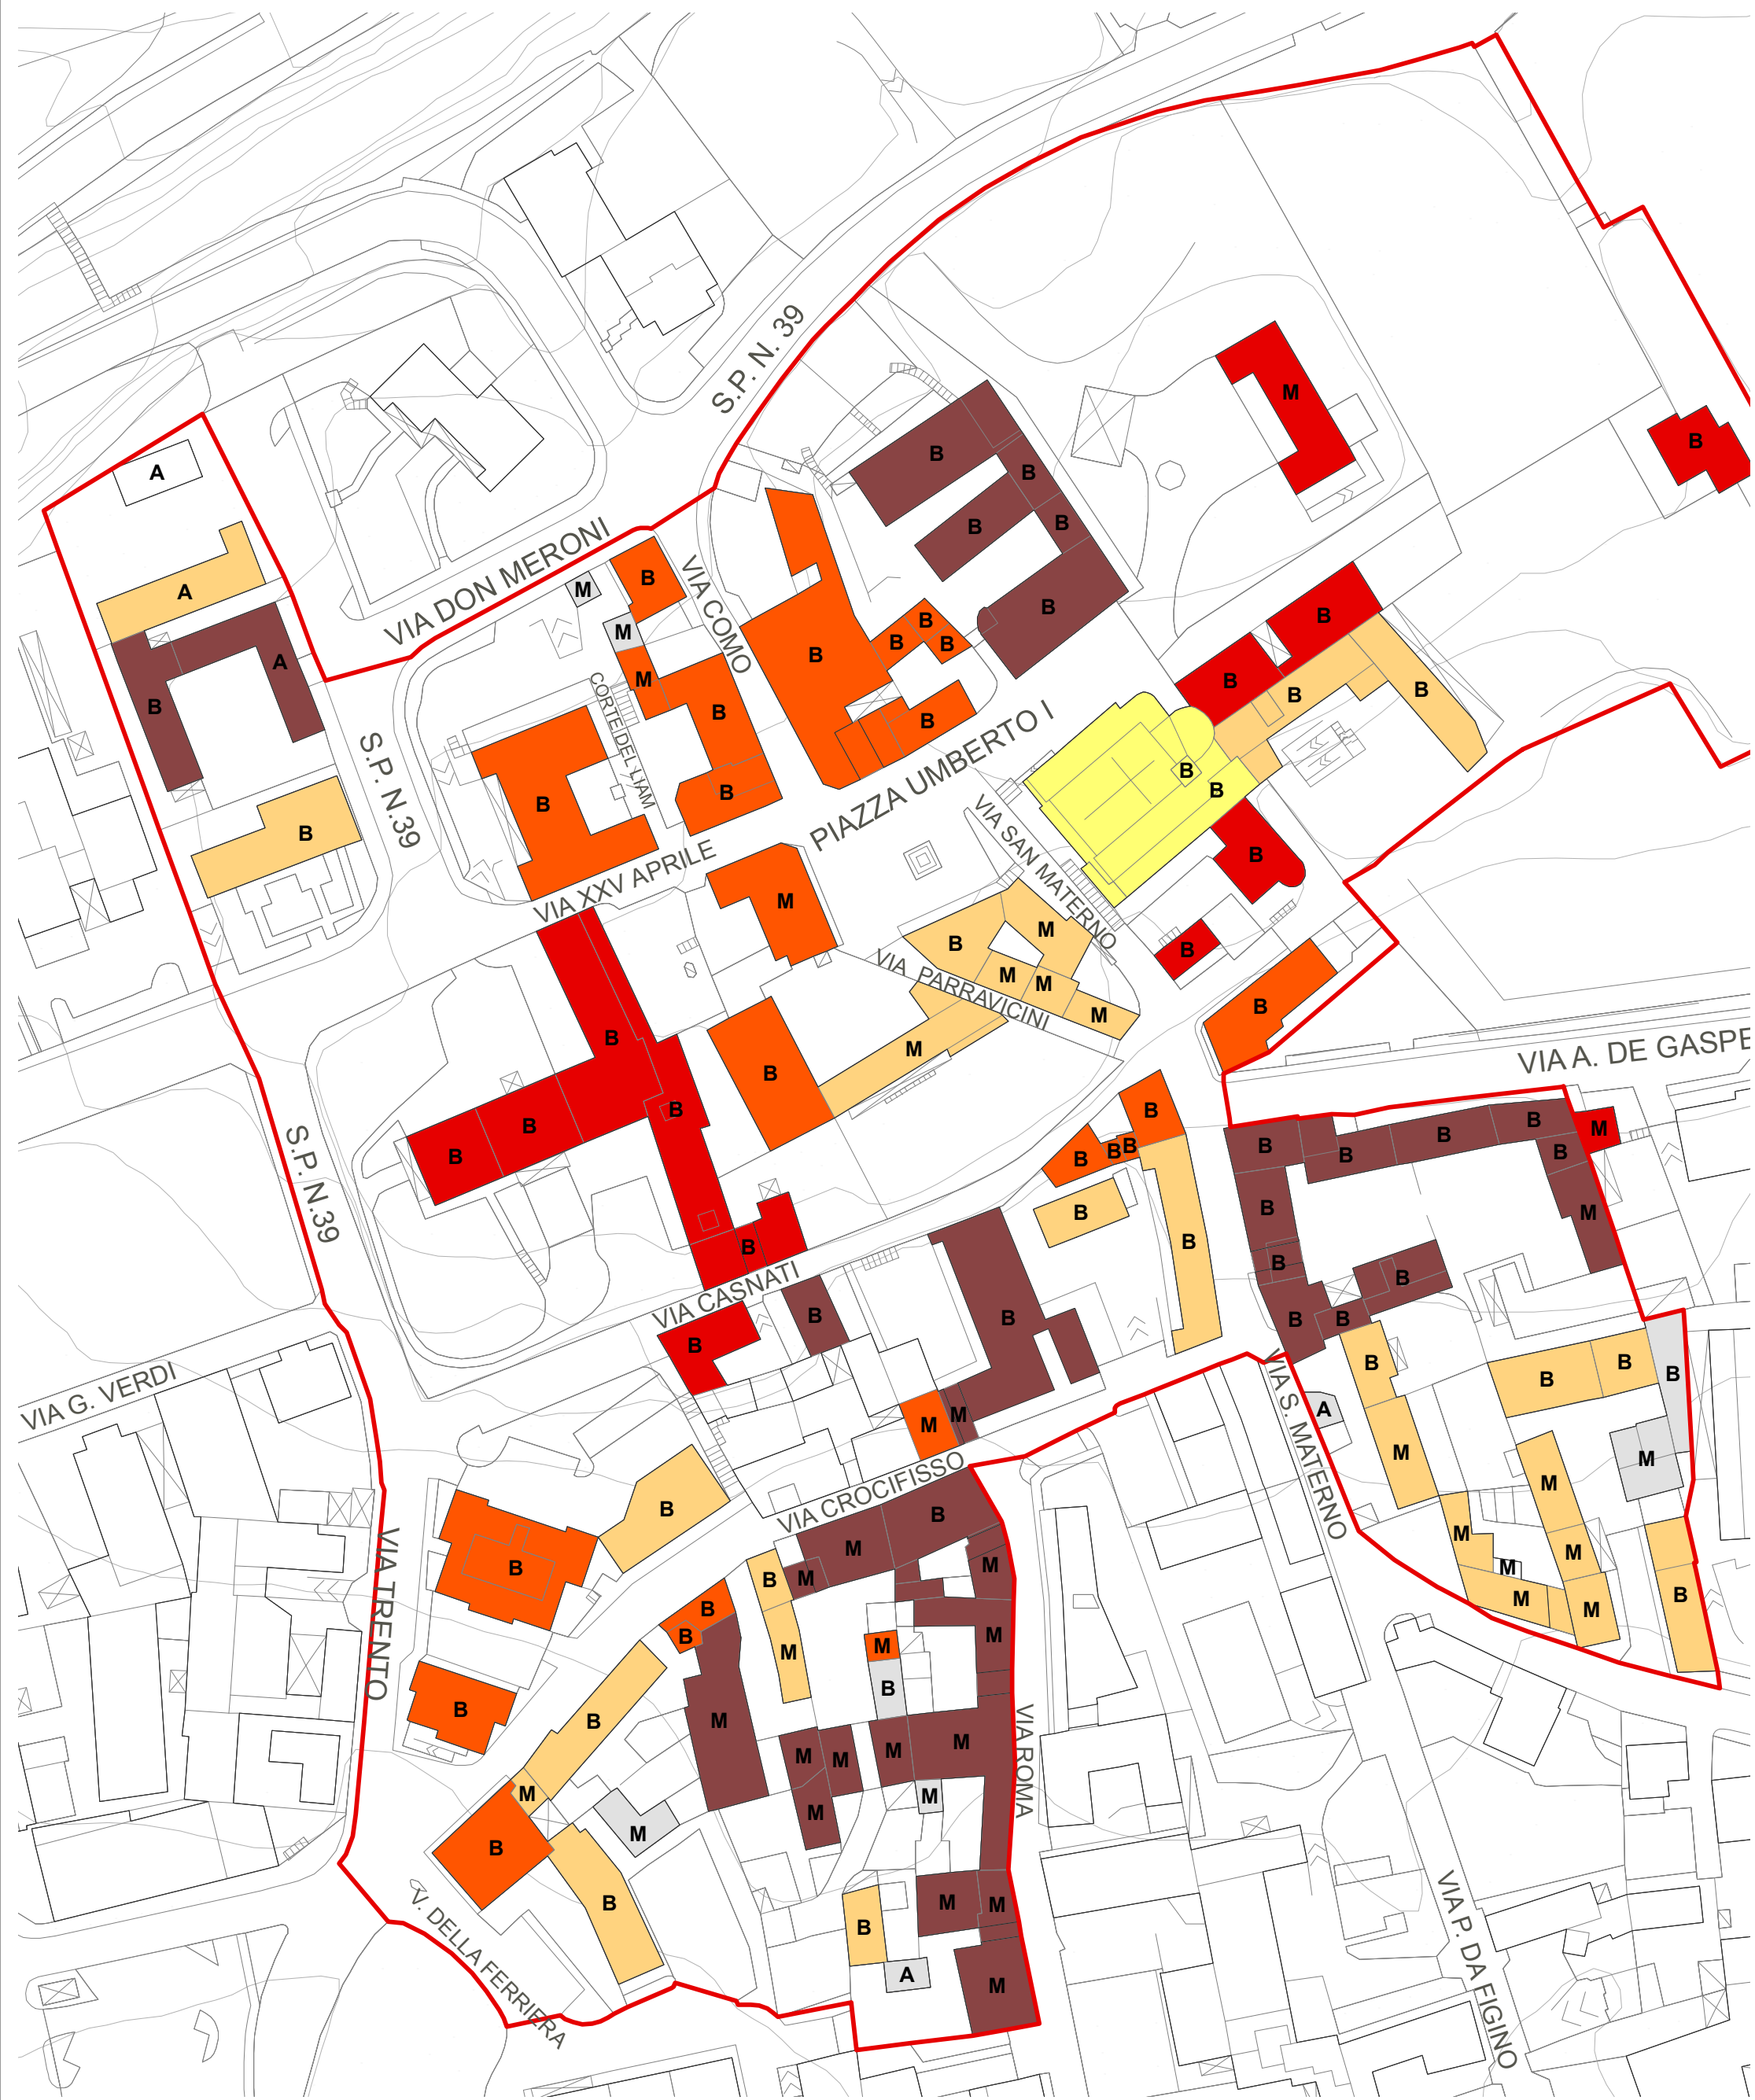 S.P. N. 39
M
B
B
A
B
B
B
A
VIA DON MERONI
M
B
VIA COMO
B
B
B
B
B
B
M
A
B
M
B
B
B
B
B
B
CORTE DEL LIAM
B
S.P. N.39
B
PIAZZA UMBERTO I
B
B
B
B
B
VIA SAN MATERNO
B
VIA XXV APRILE
M
B
M
B
B
VIA PARRAVICINI
M
M
M
B
B
M
B
VIA A. DE GASPE
B
B
B
B
S.P. N.39
B
B
B
B
B
B
B
B
B
M
B
M
B
B
B
B
B
B
VIA CASNATI
B
B
B
B
B
VIA G. VERDI
VIA S. MATERNO
B
B
B
B
A
M
M
M
M
M
VIA CROCIFISSO
B
B
M
M
M
M
M
M
M
B
B
VIA TRENTO
B
M
B
B
M
M
M
B
B
B
M
M
M
M
M
VIA ROMA
M
M
M
M
B
B
M
M
B
A
M
V. DELLA FERRIERA
VIA P. DA FIGINO